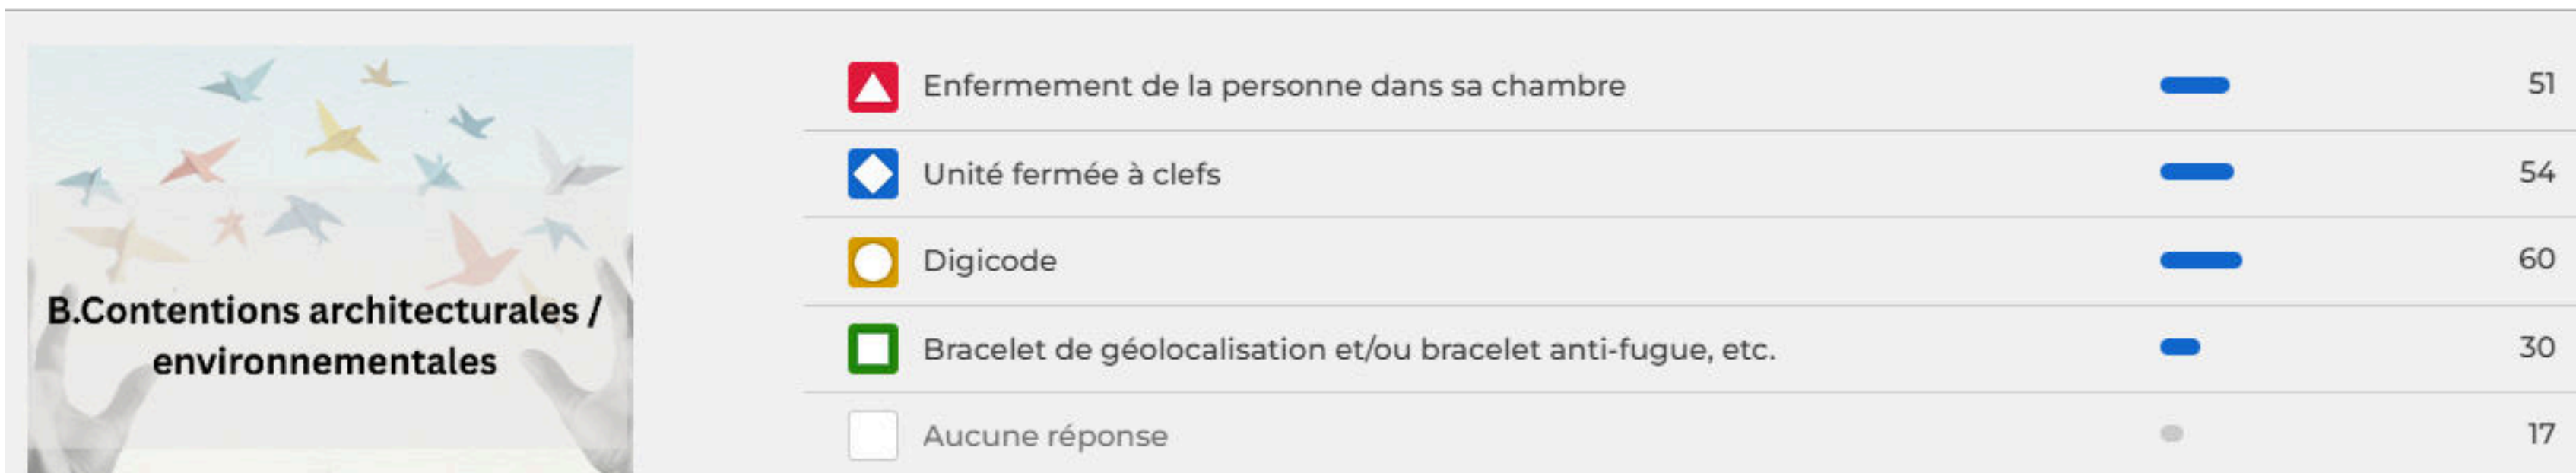 B.Contentions architecturales /
environnementales
Enfermement de la personne dans sa chambre 51
Unité fermée à clefs 54
Digicode 60
Bracelet de géolocalisation et/ou bracelet anti-fugue, etc. 30
Aucune réponse 17